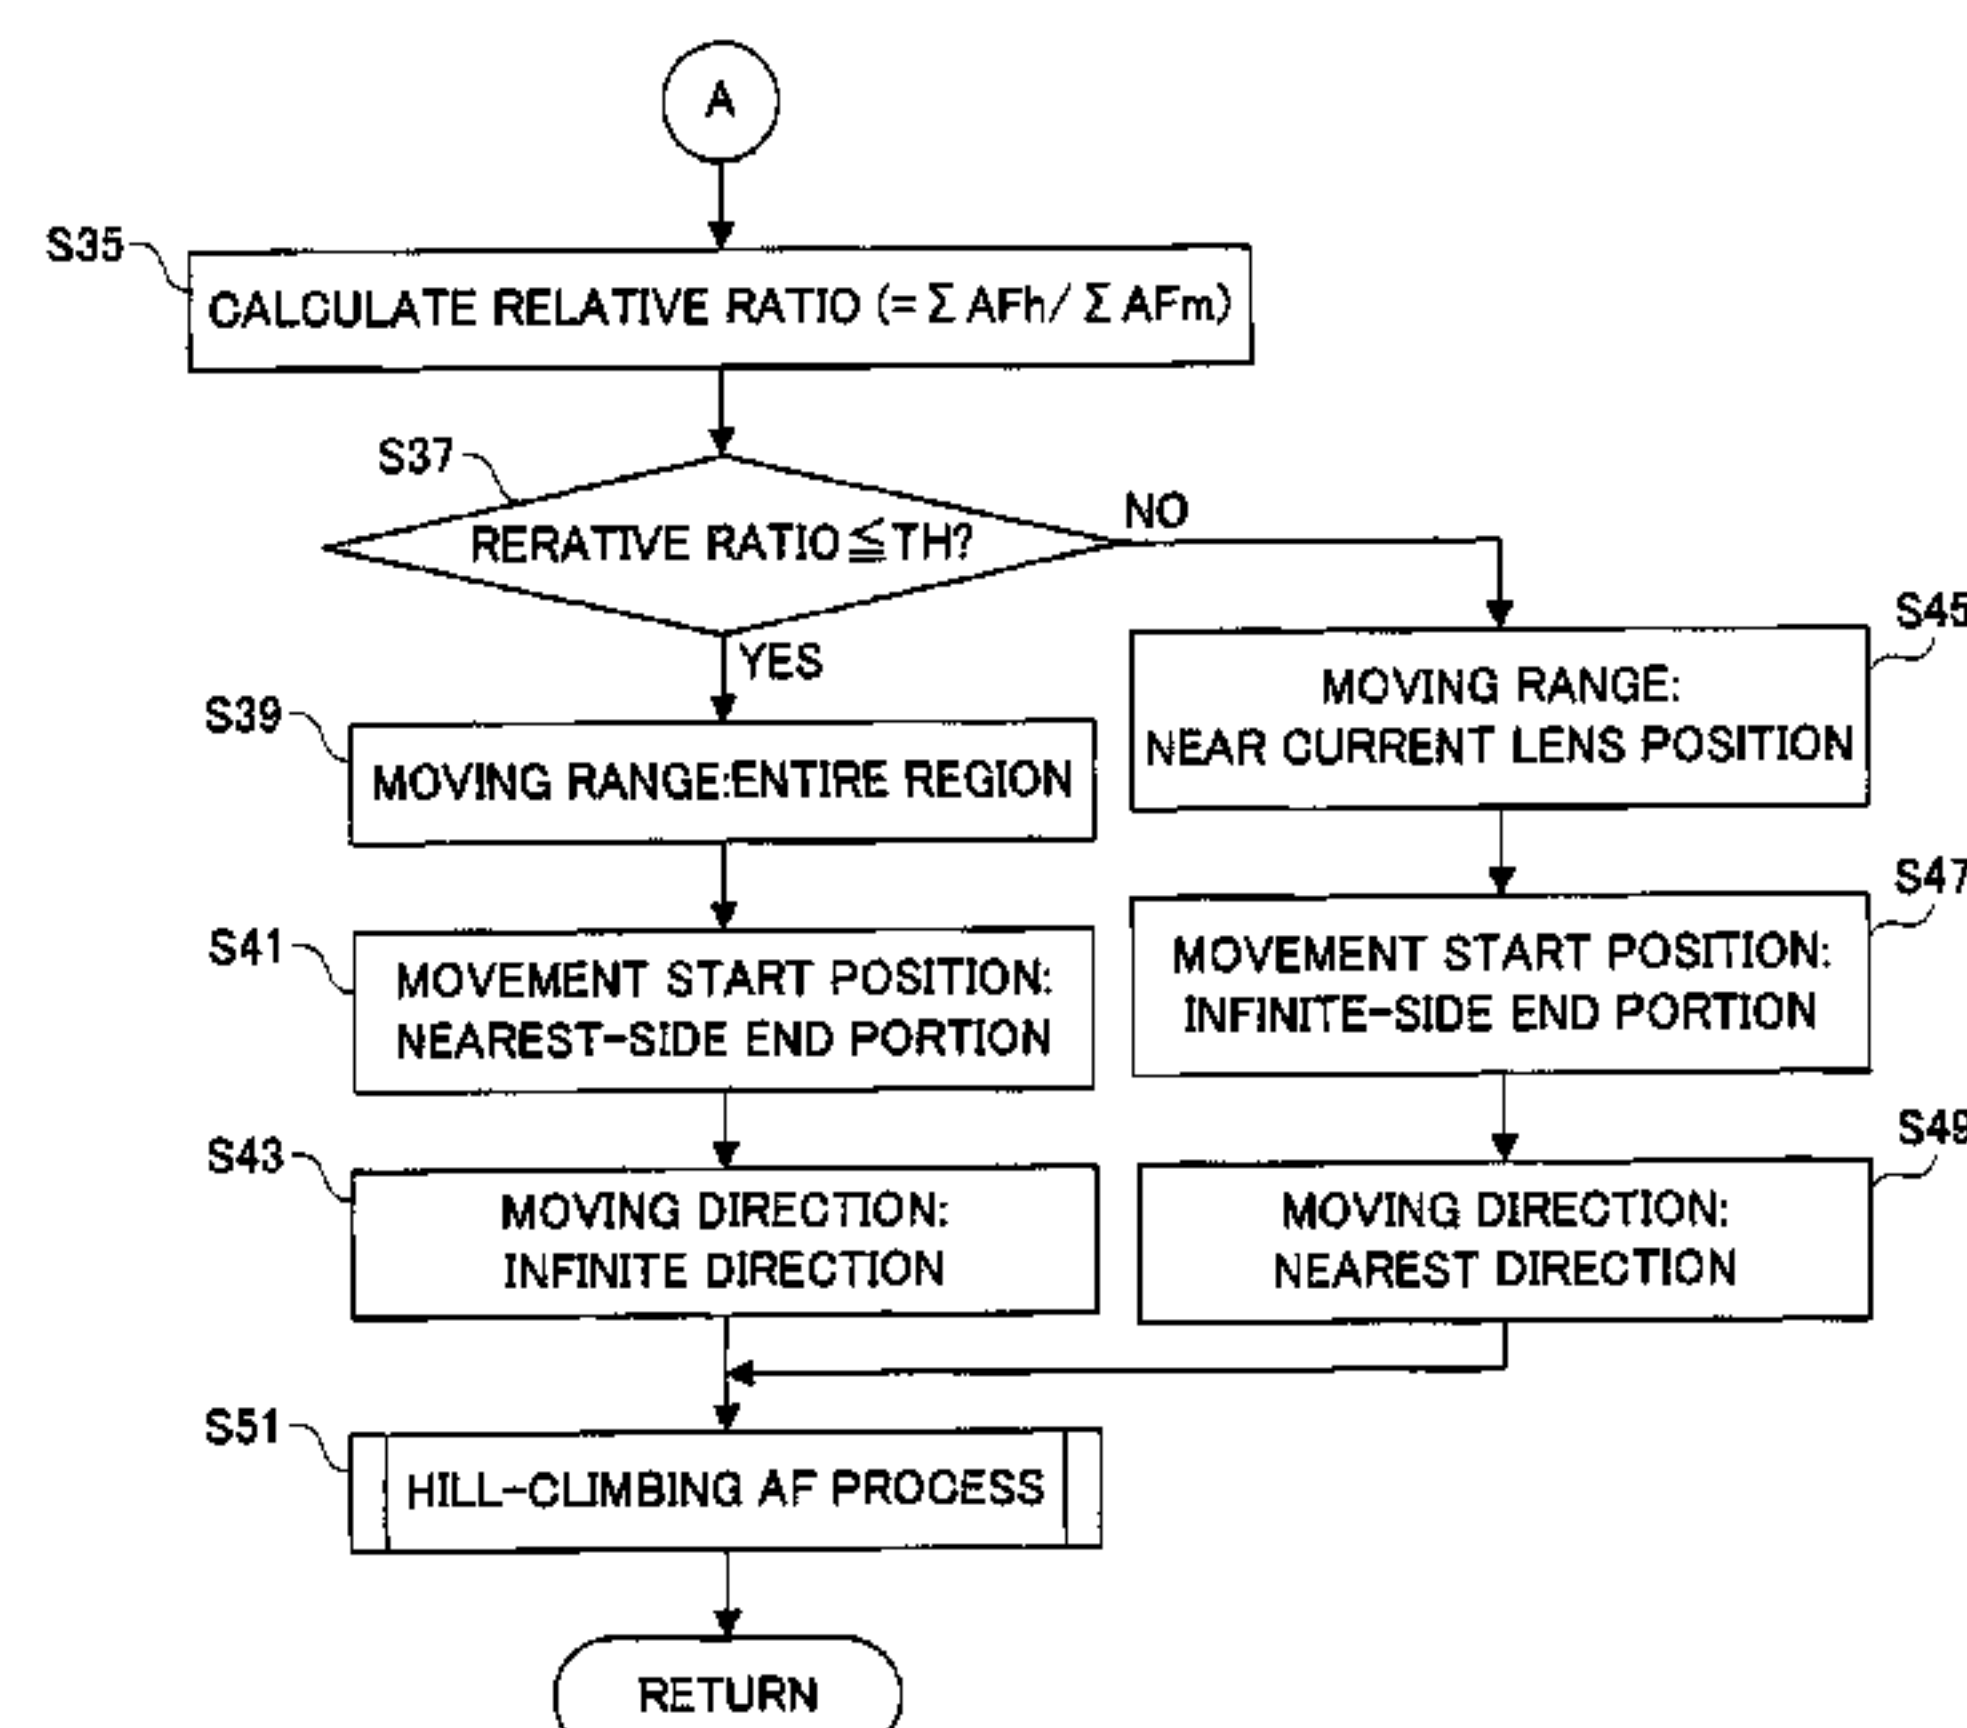 A
S35
CALCULATE RELATIVE RATIO (= Σ AFh/ Σ AFm)
S37
RERATIVE RATIO≦TH?
NO
YES
S39
MOVING RANGE:ENTIRE REGION
S41
MOVEMENT START POSITION:
NEAREST-SIDE END PORTION
S43
MOVING DIRECTION:
INFINITE DIRECTION
S45
MOVING RANGE:
NEAR CURRENT LENS POSITION
S47
MOVEMENT START POSITION:
INFINITE-SIDE END PORTION
S49
MOVING DIRECTION:
NEAREST DIRECTION
S51
HILL-CLIMBING AF PROCESS
RETURN